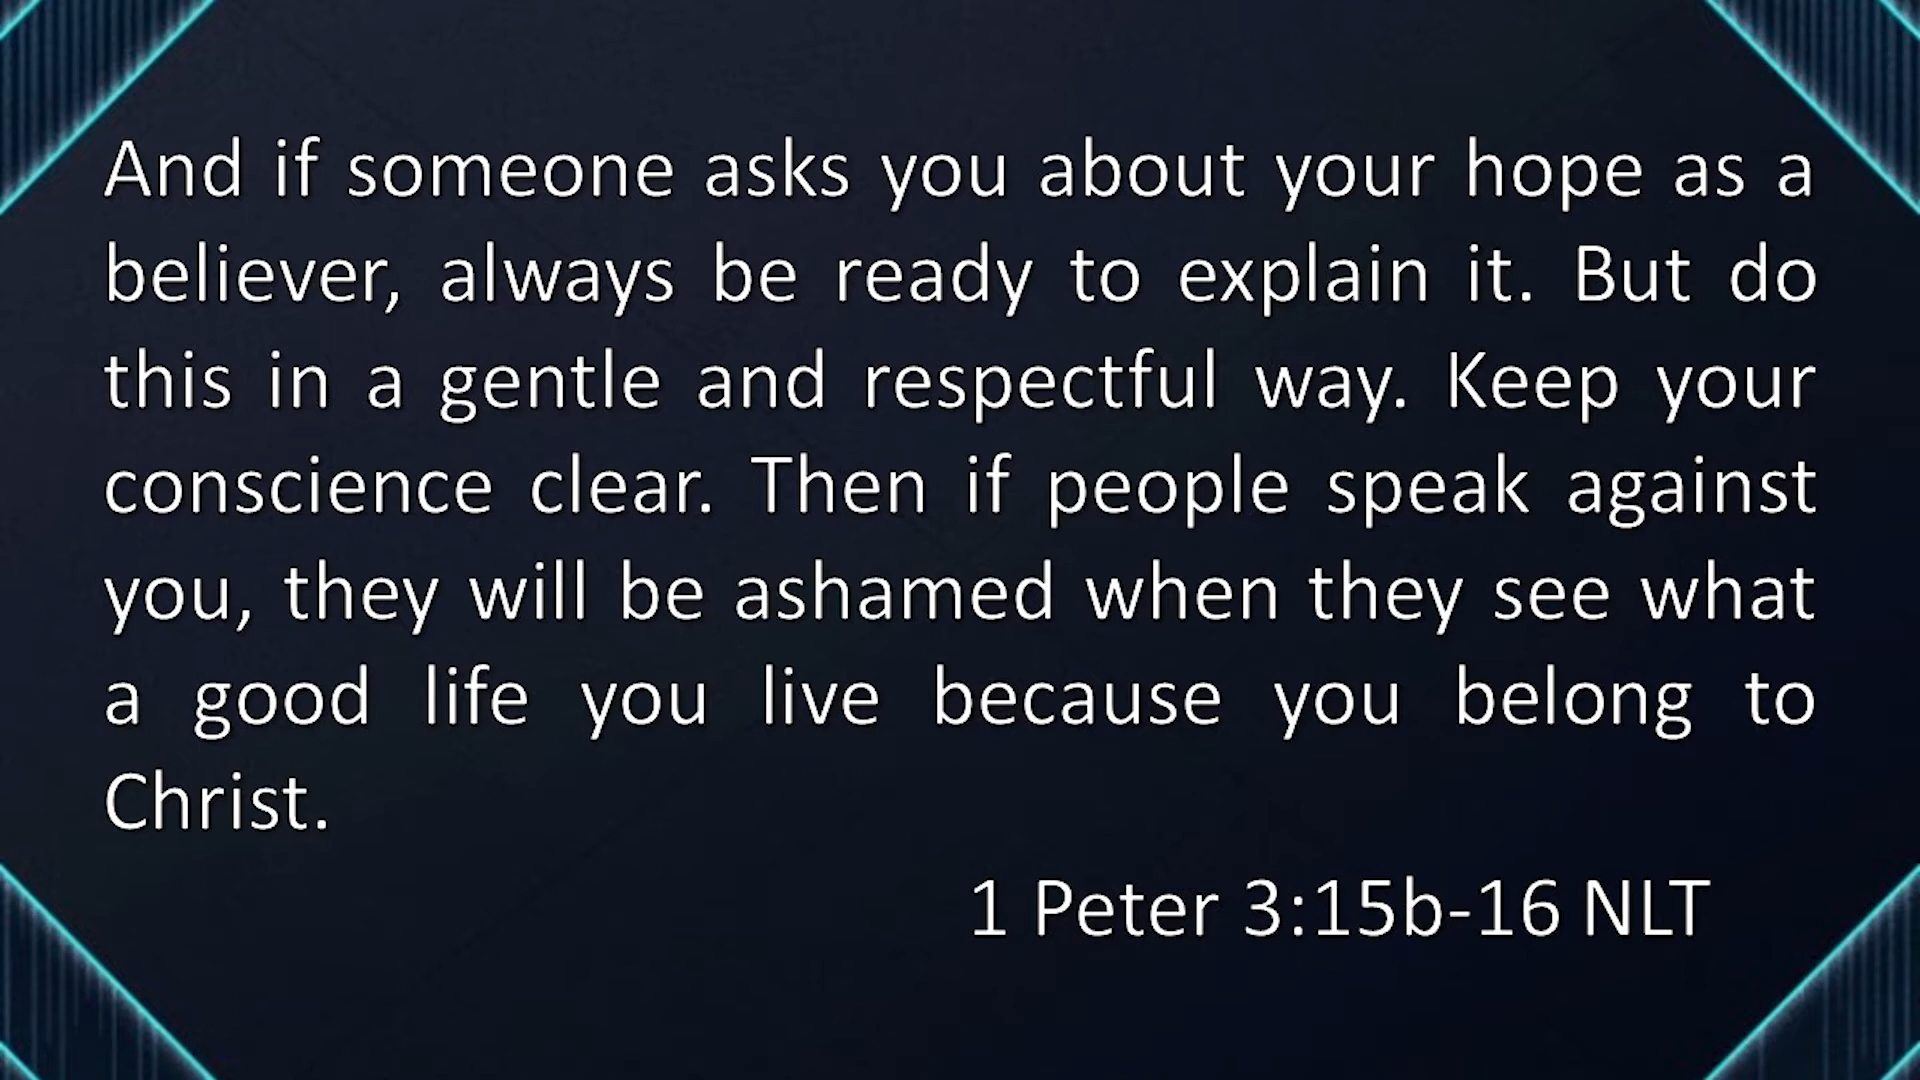 And if someone asks you about your hope as a
believer, always be ready to explain it. But do
this in a gentle and respectful way. Keep your
conscience clear. Then if people speak against
you, they will be ashamed when they see what
a good life you live because you belong to
Christ.
1 Peter 3:15b-16 NLT